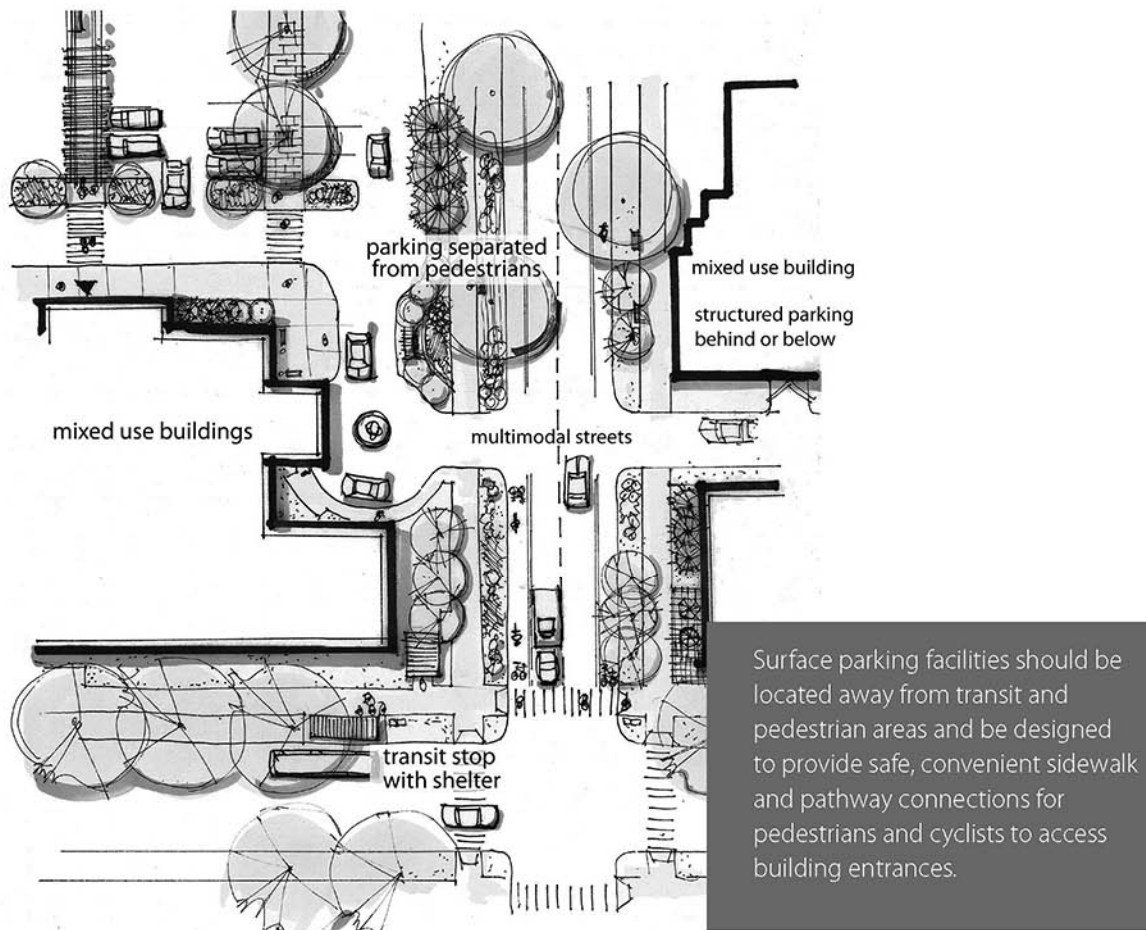 parking separated
from pedestrians
mixed use building
structured parking
behind or below
mixed use buildings
multimodal streets
transit stop
with shelter
Surface parking facilities should be
located away from transit and
pedestrian areas and be designed
to provide safe, convenient sidewalk
and pathway connections for
pedestrians and cyclists to access
building entrances.